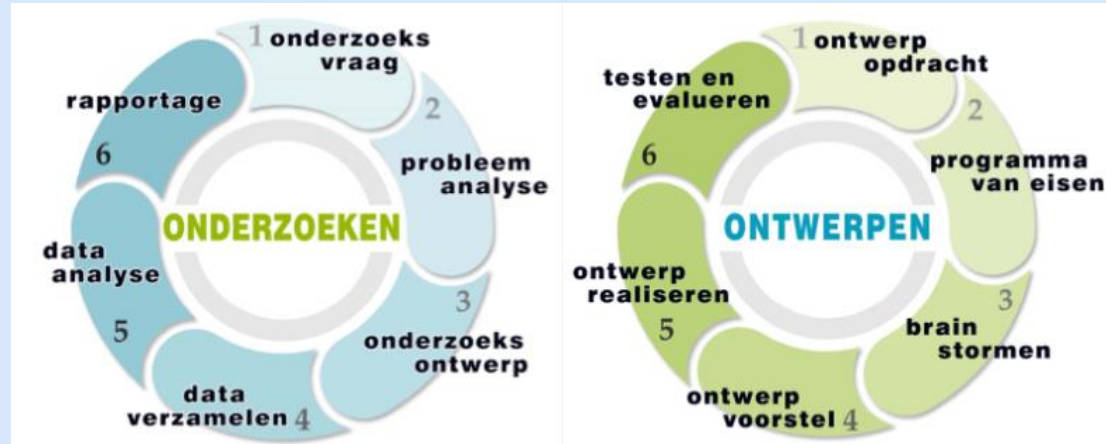 1 onderzoeks
vraag
2
probleem
analyse
3
onderzoeks
ontwerp
data
verzamelen 4
data
analyse
5
rapportage
6
ONDERZOEKEN
1 ontwerp
opdracht
2
programma
van eisen
3
brain
stormen
ontwerp
voorstel 4
ontwerp
realiseren
5
testen en
evalueren
6
ONTWERPEN